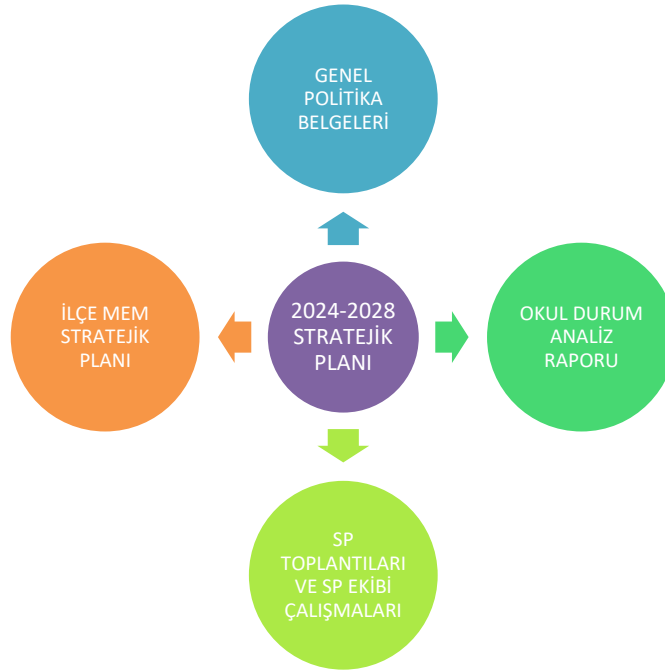 GENEL
POLİTİKA
BELGELERİ
İLÇE MEM
STRATEJİK
PLANI
2024-2028
STRATEJİK
PLANI
OKUL DURUM
ANALİZ
RAPORU
SP
TOPLANTILARI
VE SP EKİBİ
ÇALIŞMALARI